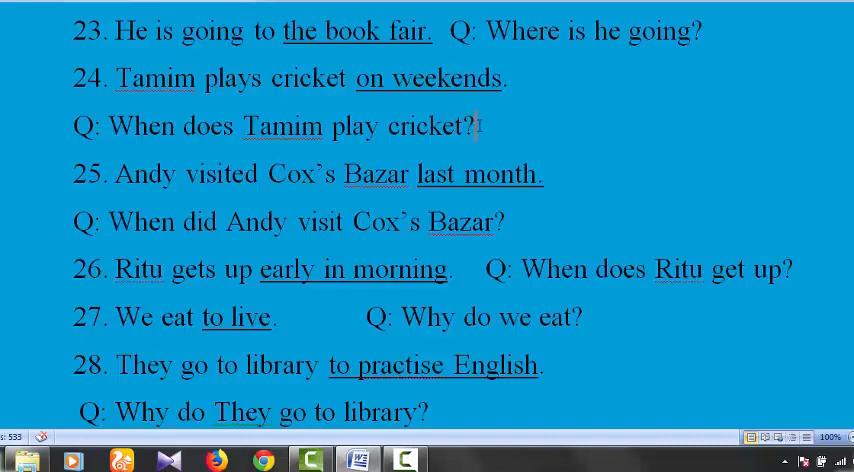 23. He is going to the book fair. Q: Where is he going?
24. Tamim plays cricket on weekends.
Q: When does Tamim play cricket?
25. Andy visited Cox’s Bazar last month.
Q: When did Andy visit Cox’s Bazar?
26. Ritu gets up early in morning. Q: When does Ritu get up?
27. We eat to live. Q: Why do we eat?
28. They go to library to practise English.
Q: Why do They go to library?
s: 533 100%